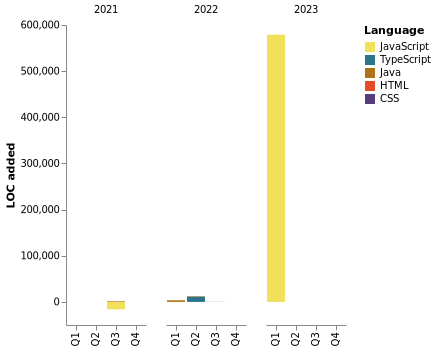 2021 2022 2023
600,000
500,000
400,000
300,000
200,000
100,000
0
LOC added
Q1 Q2 Q3 Q4 Q1 Q2 Q3 Q4 Q1 Q2 Q3 Q4
Language
JavaScript
TypeScript
Java
HTML
CSS